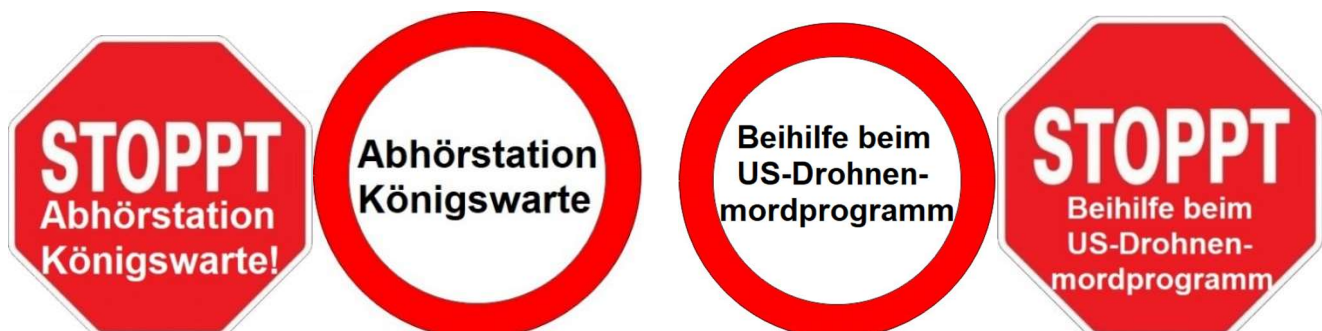 STOPPT
Abhörstation
Königswarte!
Abhörstation
Königswarte
Beihilfe beim
US-Drohnen-
mordprogramm
STOPPT
Beihilfe beim
US-Drohnen-
mordprogramm